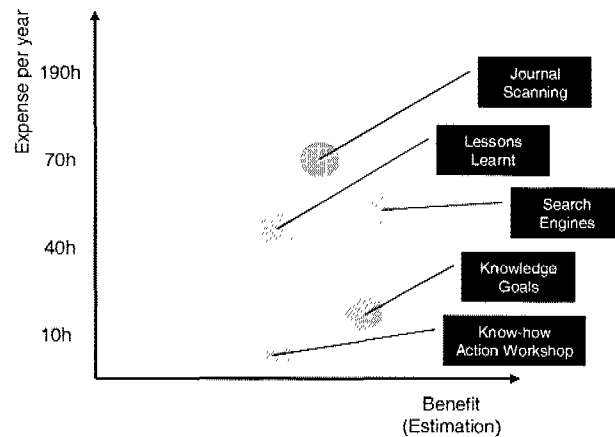 Expense per year
190h
70h
40h
10h
Journal
Scanning
Lessons
Learnt
Search
Engines
Knowledge
Goals
Know-how
Action Workshop
Benefit
(Estimation)